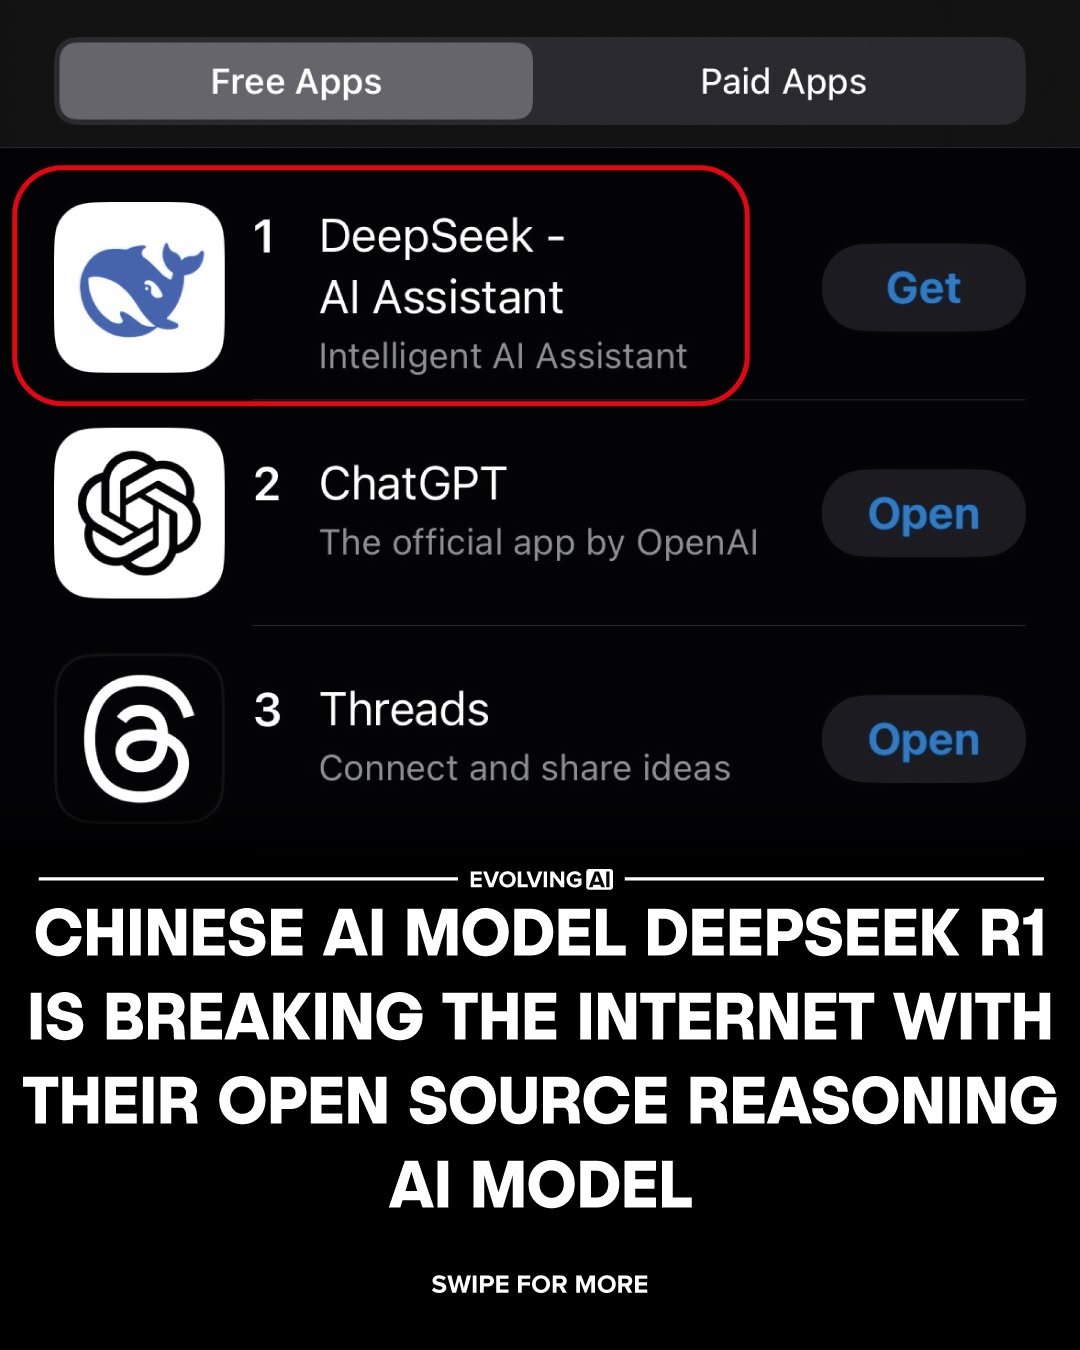 Free Apps
Paid Apps
1 DeepSeek -
AI Assistant
Intelligent AI Assistant
Get
2 ChatGPT
The official app by OpenAI
Open
3 Threads
Connect and share ideas
Open
EVOLVING AI
CHINESE AI MODEL DEEPSEEK R1
IS BREAKING THE INTERNET WITH
THEIR OPEN SOURCE REASONING
AI MODEL
SWIPE FOR MORE